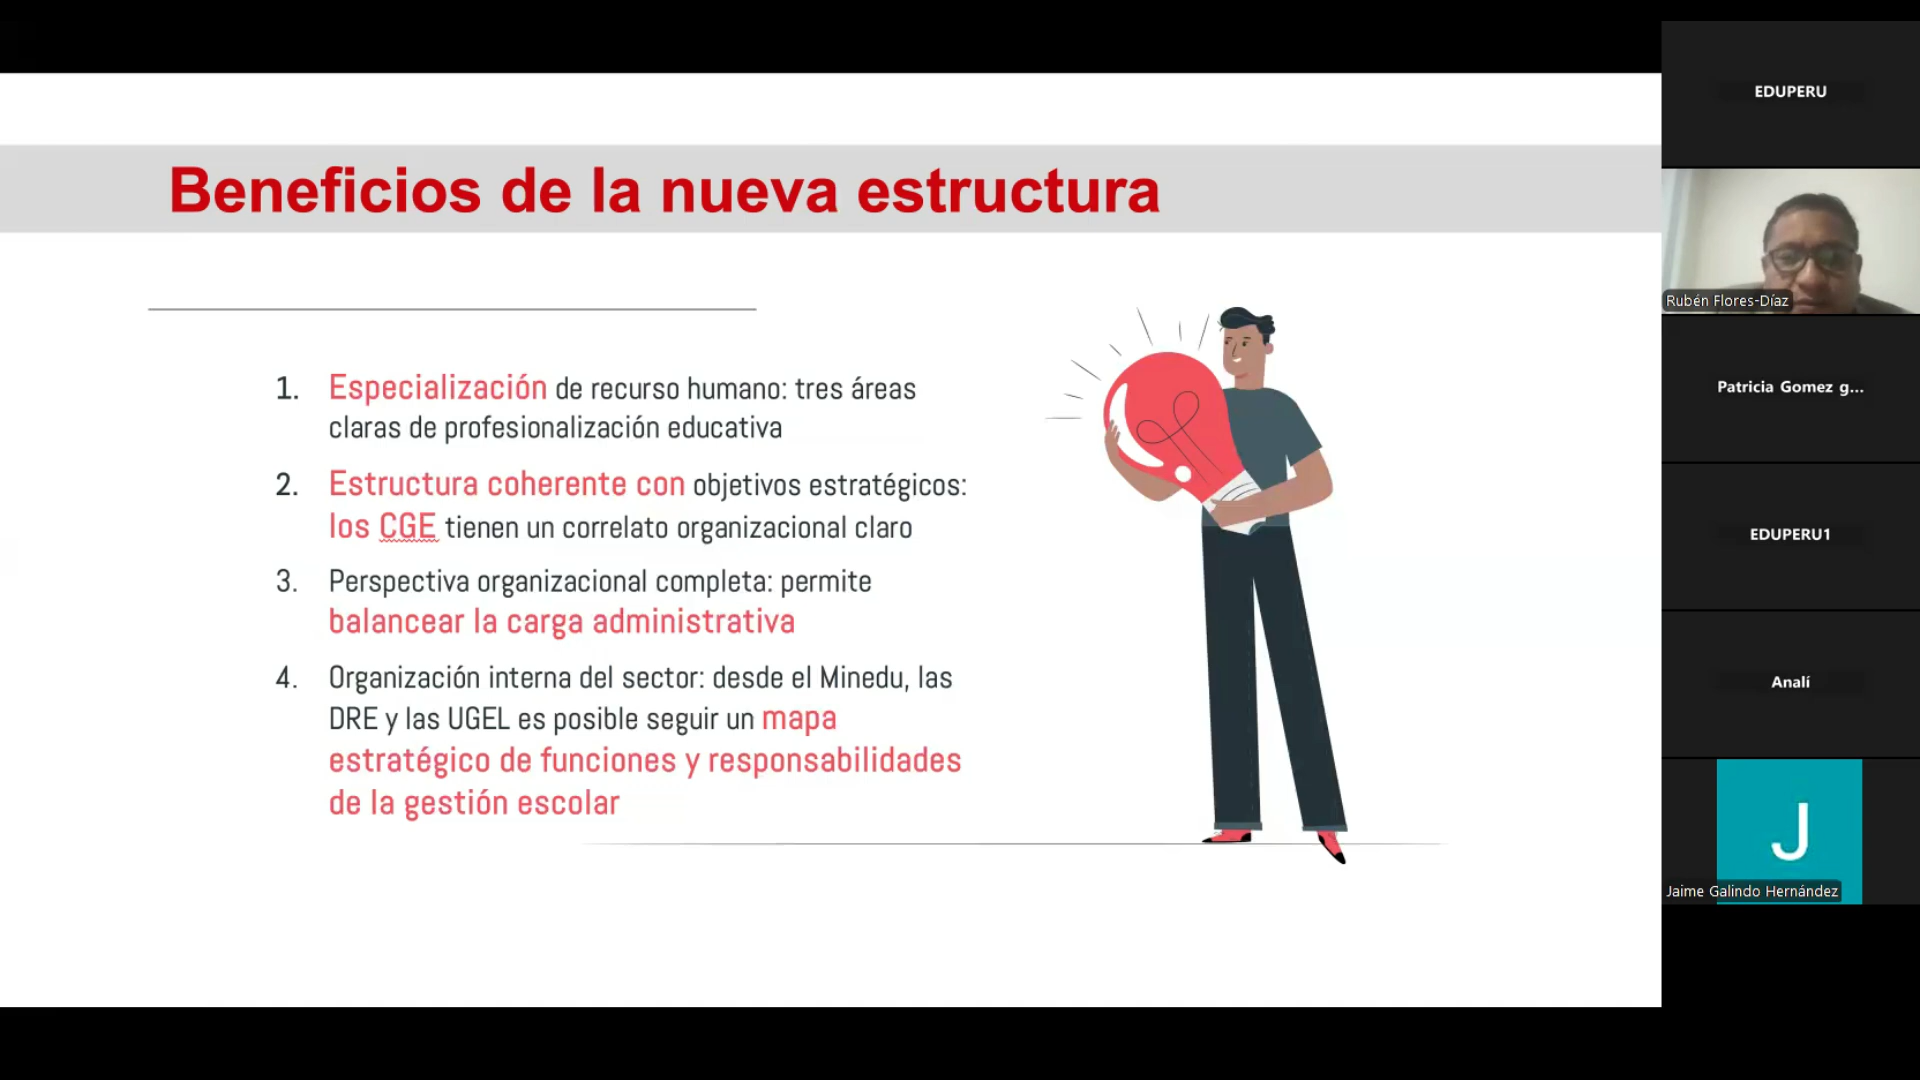 Beneficios de la nueva estructura
1. Especialización de recurso humano: tres áreas
claras de profesionalización educativa
2. Estructura coherente con objetivos estratégicos:
los CGE tienen un correlato organizacional claro
3. Perspectiva organizacional completa: permite
balancear la carga administrativa
4. Organización interna del sector: desde el Minedu, las
DRE y las UGEL es posible seguir un mapa
estratégico de funciones y responsabilidades
de la gestión escolar
EDUPERU
Rubén Flores-Díaz
Patricia Gomez g...
EDUPERU1
Analí
J
Jaime Galindo Hernández